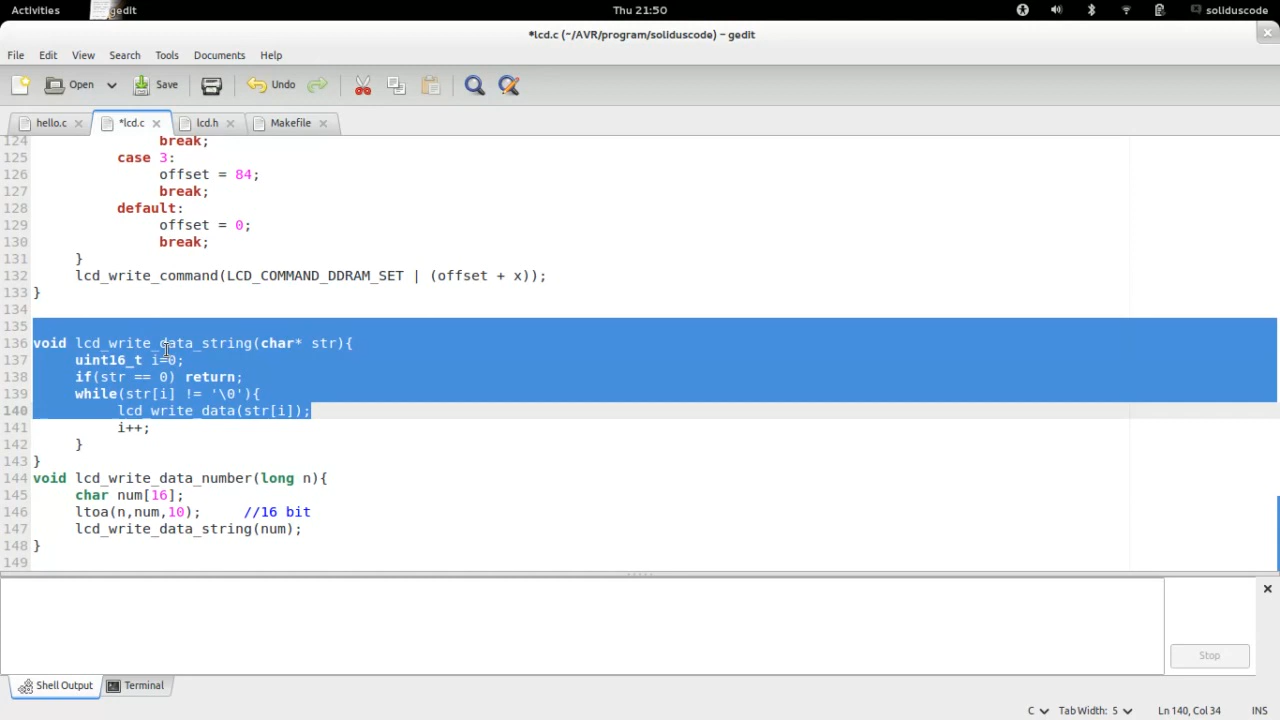 Activities gedit Thu 21:50 soliduscode
*lcd.c (~/AVR/program/soliduscode) – gedit
File Edit View Search Tools Documents Help
Open Save Undo
hello.c *lcd.c lcd.h Makefile
124 break;
125 case 3:
126 offset = 84;
127 break;
128 default:
129 offset = 0;
130 break;
131 }
132 lcd_write_command(LCD_COMMAND_DDRAM_SET | (offset + x));
133 }
134
135
136 void lcd_write_data_string(char* str){
137 uint16_t i=0;
138 if(str == 0) return;
139 while(str[i] != '\0'){
140 lcd_write_data(str[i]);
141 i++;
142 }
143 }
144 void lcd_write_data_number(long n){
145 char num[16];
146 ltoa(n,num,10); //16 bit
147 lcd_write_data_string(num);
148 }
149
Stop
Shell Output Terminal
C Tab Width: 5 Ln 140, Col 34 INS